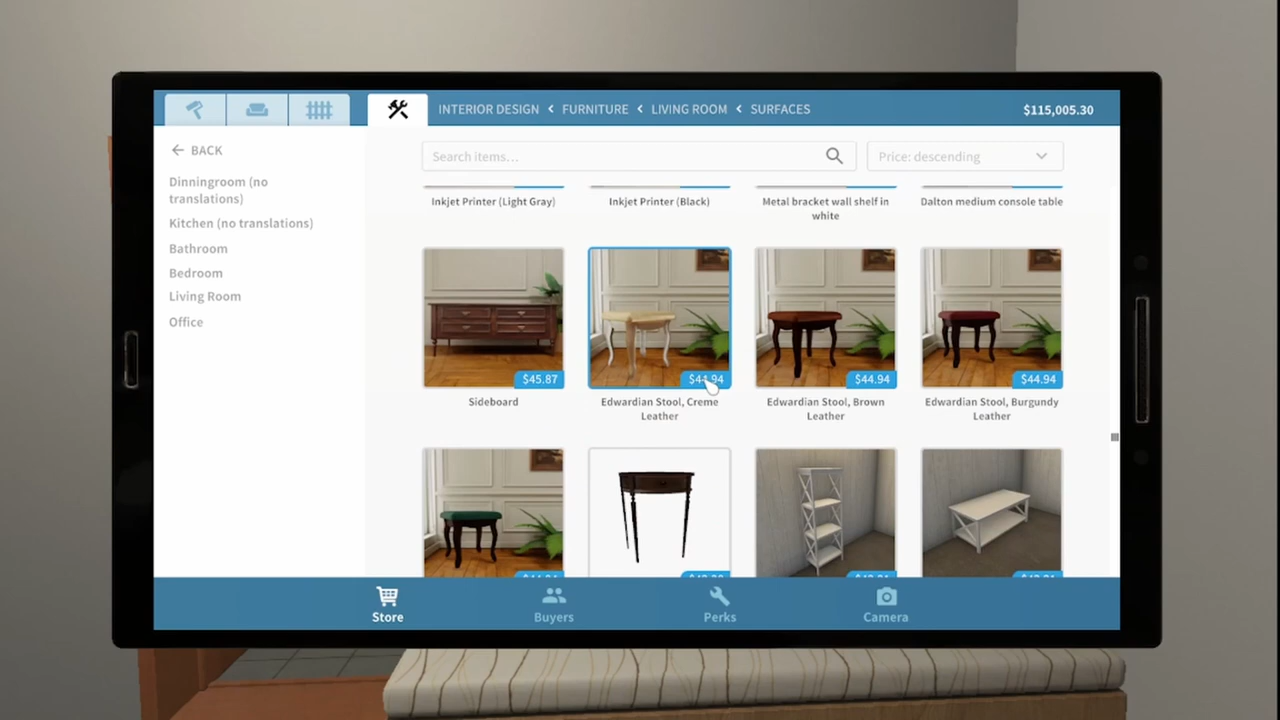 INTERIOR DESIGN < FURNITURE < LIVING ROOM < SURFACES
$115,005.30
BACK
Dinningroom (no
translations)
Kitchen (no translations)
Bathroom
Bedroom
Living Room
Office
Search items...
Price: descending
Inkjet Printer (Light Gray)
Inkjet Printer (Black)
Metal bracket wall shelf in
white
Dalton medium console table
$45.87
Sideboard
$44.94
Edwardian Stool, Creme
Leather
$44.94
Edwardian Stool, Brown
Leather
$44.94
Edwardian Stool, Burgundy
Leather
Store
Buyers
Perks
Camera